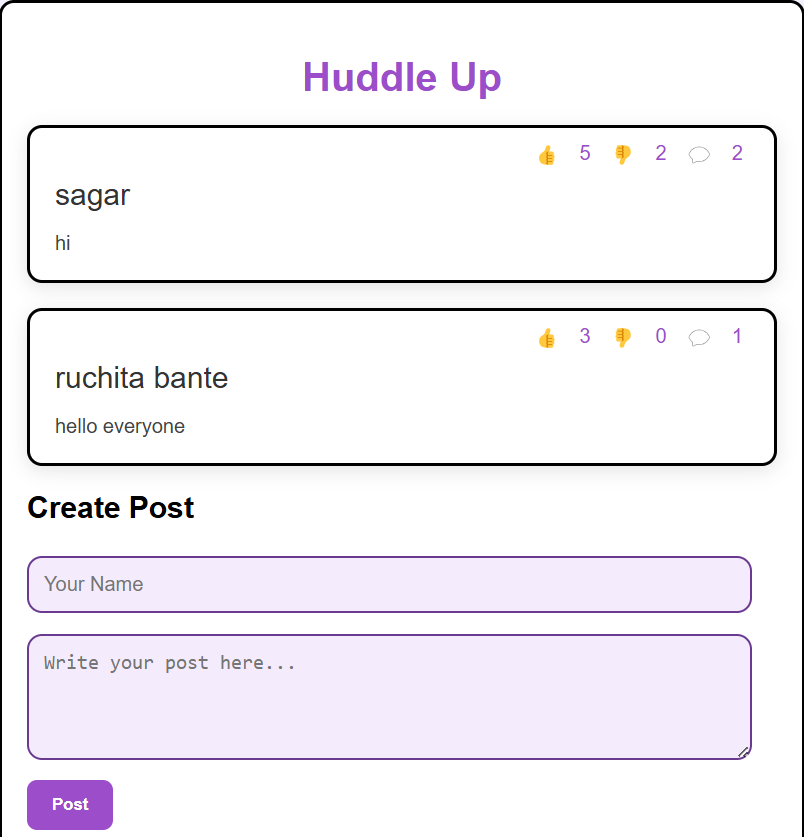 Huddle Up
👍 5 👎 2 💬 2
sagar
hi
👍 3 👎 0 💬 1
ruchita bante
hello everyone
Create Post
Your Name
Write your post here...
Post